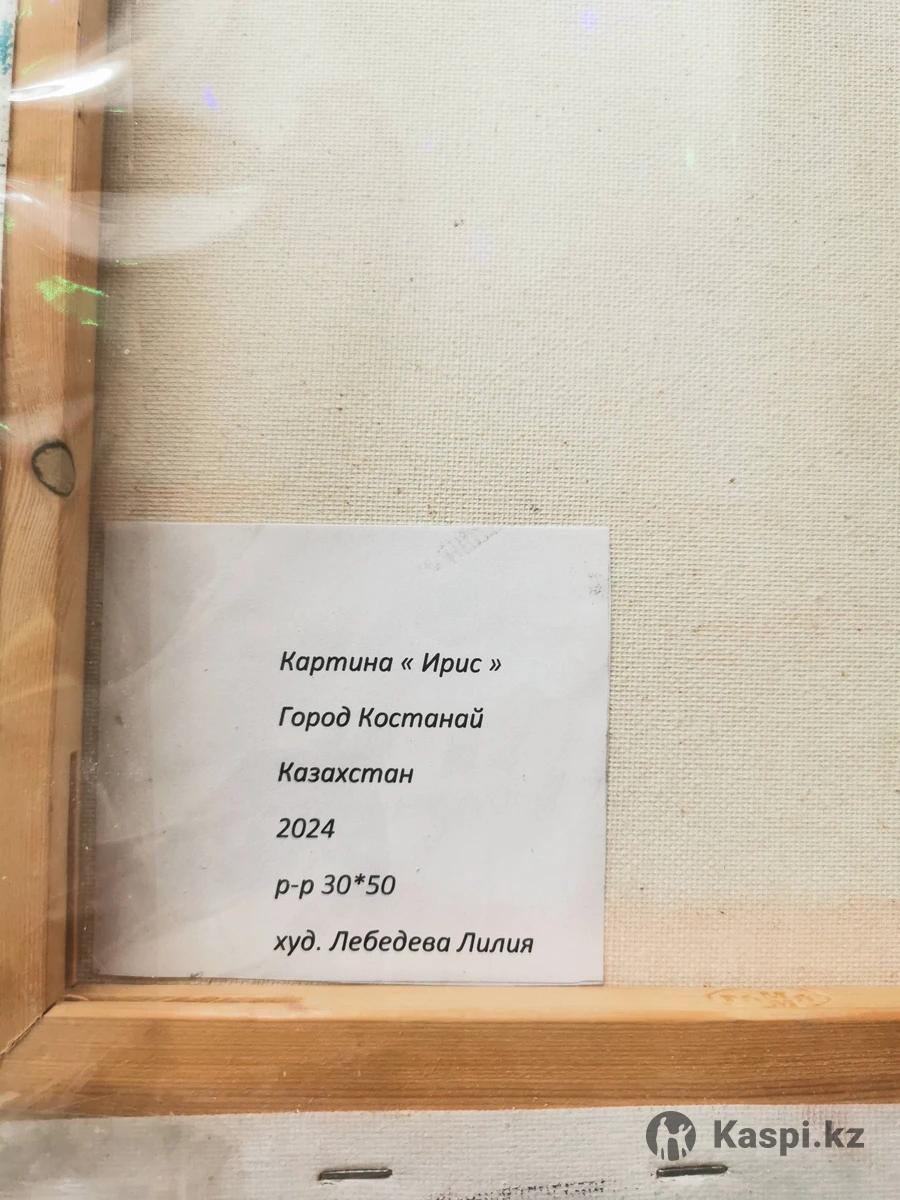 Картина « Ирис »
Город Костанай
Казахстан
2024
р-р 30*50
худ. Лебедева Лилия
Kaspi.kz